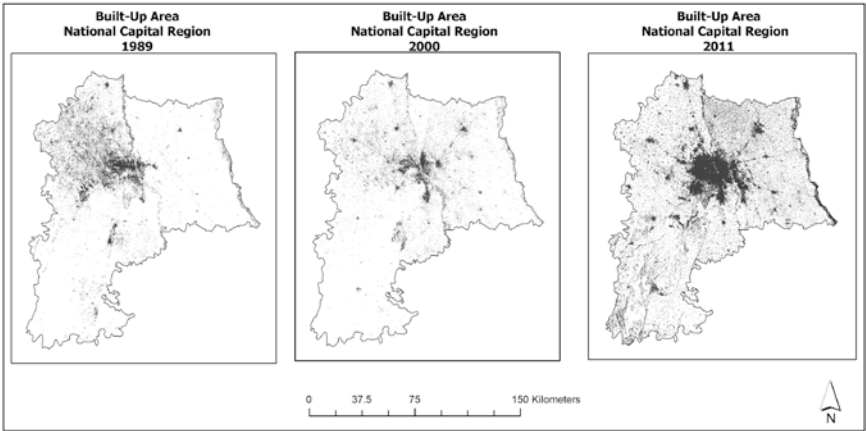 Built-Up Area
National Capital Region
1989
Built-Up Area
National Capital Region
2000
Built-Up Area
National Capital Region
2011
0 37.5 75 150 Kilometers
N